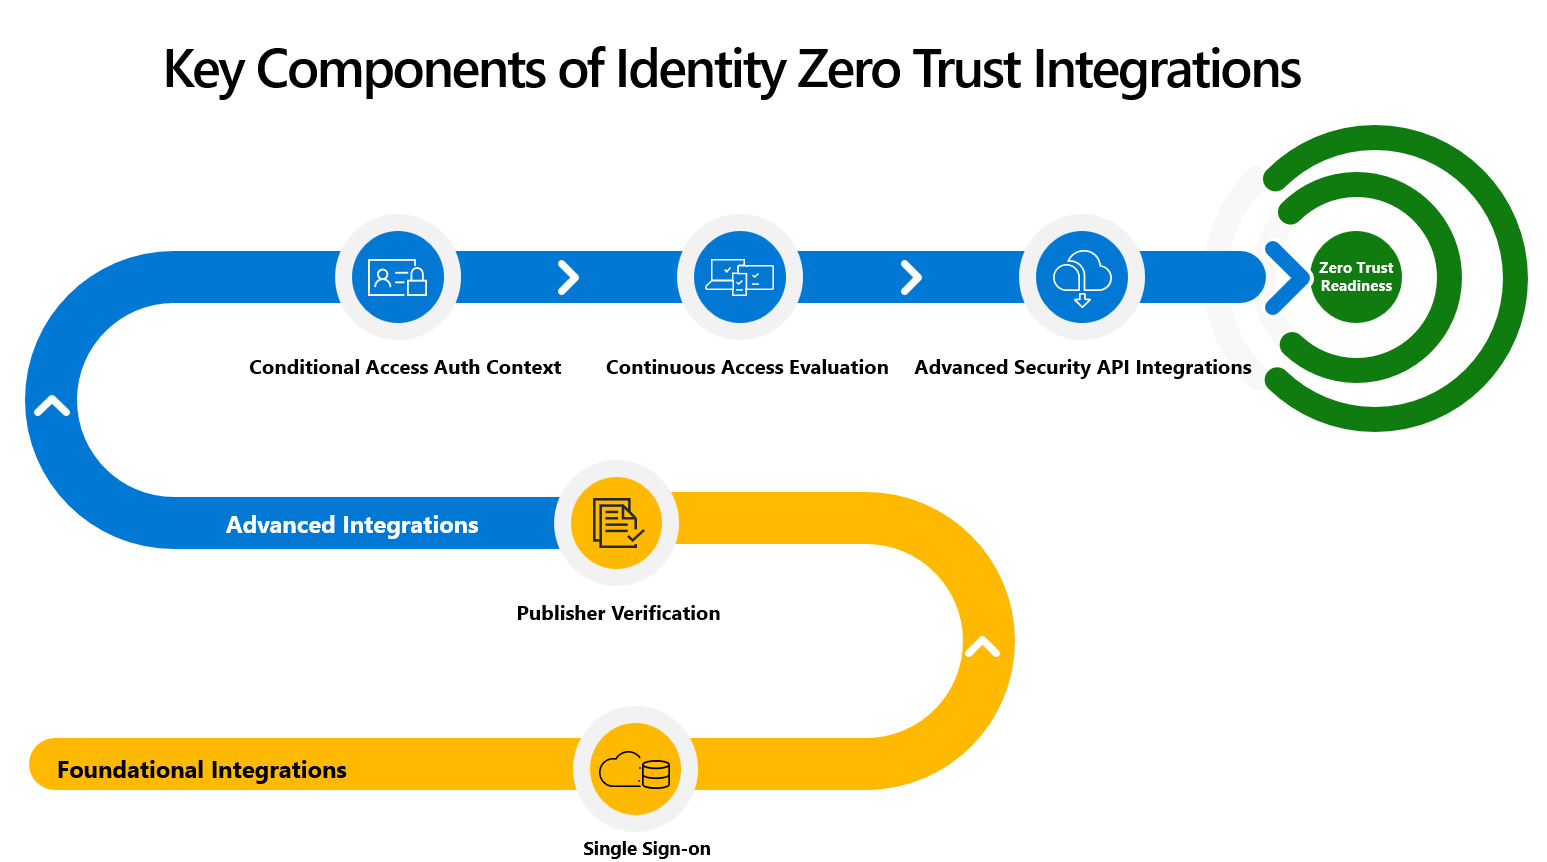 Key Components of Identity Zero Trust Integrations
Zero Trust
Readiness
Conditional Access Auth Context
Continuous Access Evaluation
Advanced Security API Integrations
Advanced Integrations
Publisher Verification
Foundational Integrations
Single Sign-on